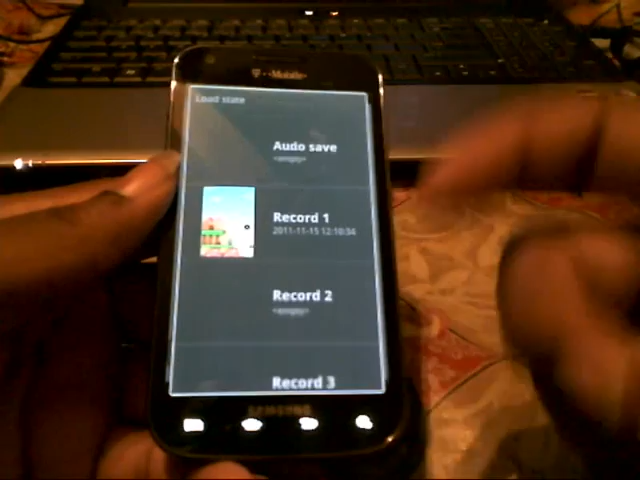 T-Mobile
Load state
Audo save
<empty>
Record 1
2011-11-15 12:10:34
Record 2
<empty>
Record 3
SAMSUNG